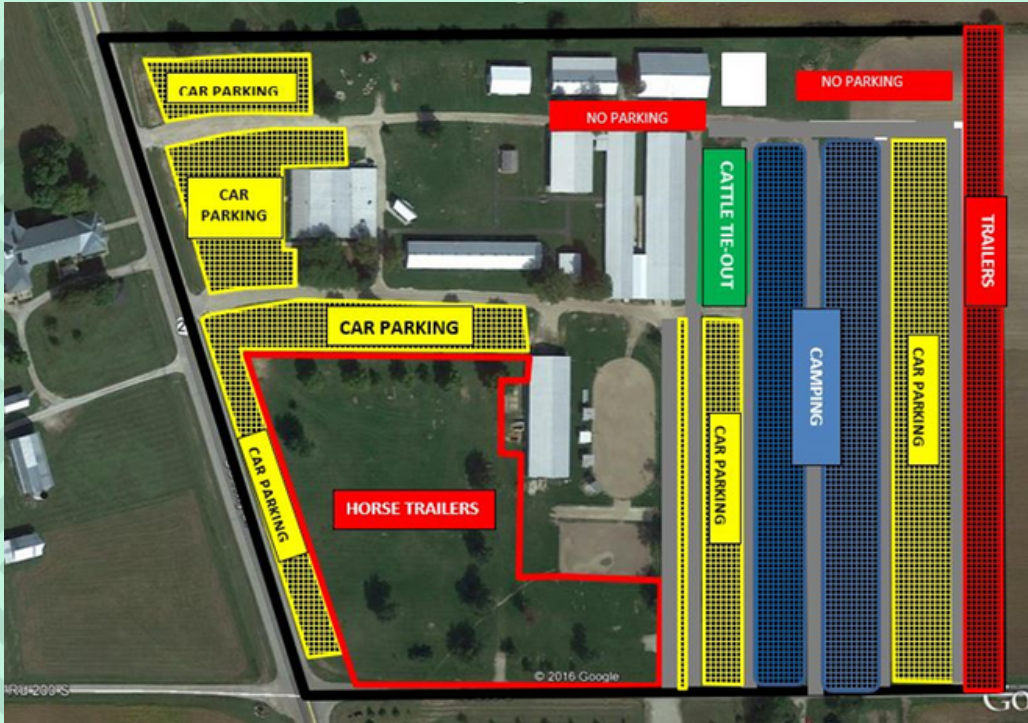 CAR PARKING
NO PARKING
NO PARKING
CAR
PARKING
CATTLE TIE-OUT
TRAILERS
CAR PARKING
CAMPING
CAR PARKING
CAR PARKING
CAR PARKING
HORSE TRAILERS
© 2016 Google